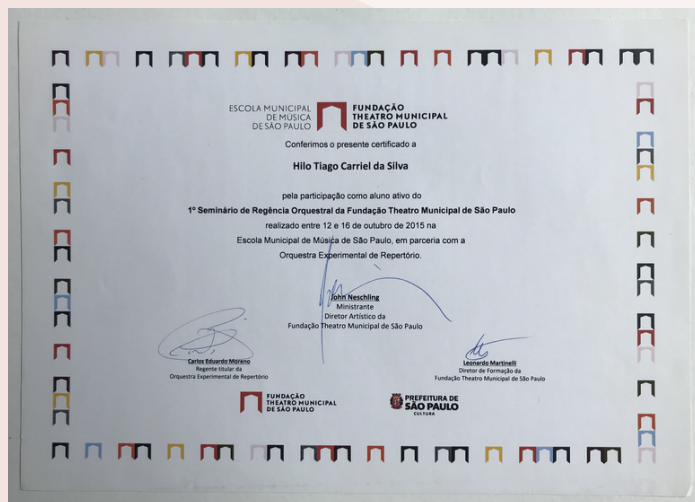 ESCOLA MUNICIPAL
DE MÚSICA
DE SÃO PAULO
FUNDAÇÃO
THEATRO MUNICIPAL
DE SÃO PAULO
Conferimos o presente certificado a
Hilo Tiago Carriel da Silva
pela participação como aluno ativo do
1º Seminário de Regência Orquestral da Fundação Theatro Municipal de São Paulo
realizado entre 12 e 16 de outubro de 2015 na
Escola Municipal de Música de São Paulo, em parceria com a
Orquestra Experimental de Repertório.
John Neschling
Ministrante
Diretor Artístico da
Fundação Theatro Municipal de São Paulo
Carlos Eduardo Moreno
Regente titular da
Orquestra Experimental de Repertório
Leonardo Martinelli
Diretor de Formação da
Fundação Theatro Municipal de São Paulo
FUNDAÇÃO
THEATRO MUNICIPAL
DE SÃO PAULO
PREFEITURA DE
SÃO PAULO
CULTURA